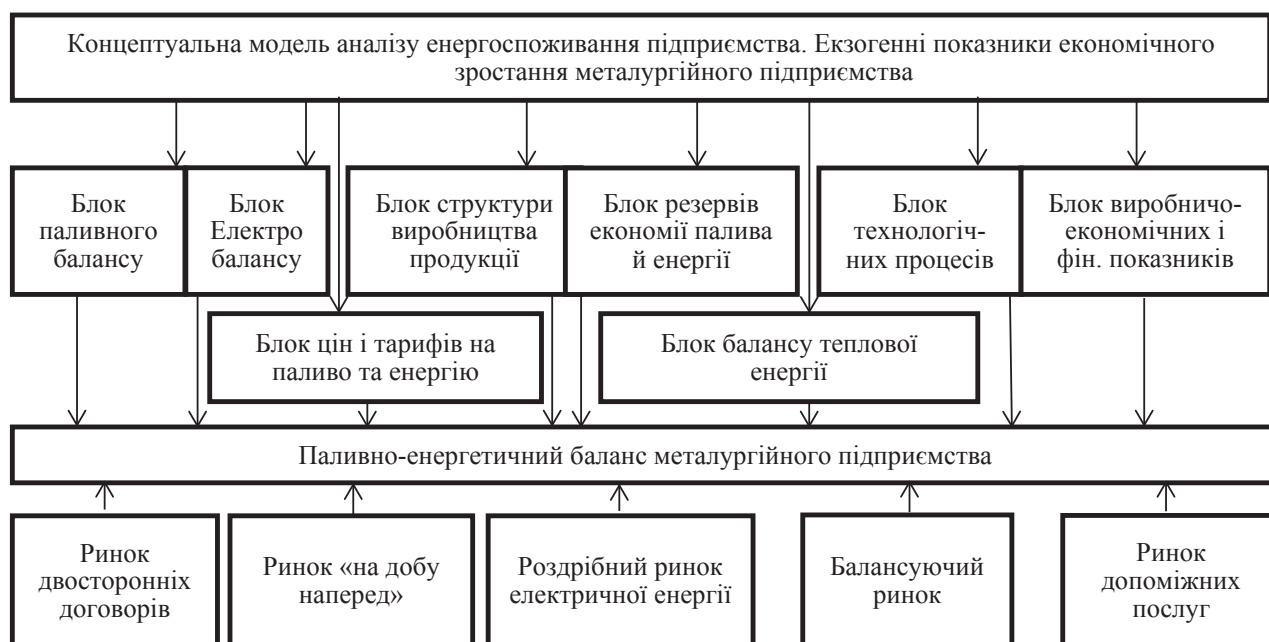 Концептуальна модель аналізу енергоспоживання підприємства. Екзогенні показники економічного
зростання металургійного підприємства
Блок
паливного
балансу
Блок
Електро
балансу
Блок структури
виробництва
продукції
Блок резервів
економії палива
й енергії
Блок
технологіч-
них процесів
Блок виробничо-
економічних і
фін. показників
Блок цін і тарифів на
паливо та енергію
Блок балансу теплової
енергії
Паливно-енергетичний баланс металургійного підприємства
Ринок
двосторонніх
договорів
Ринок «на добу
наперед»
Роздрібний ринок
електричної енергії
Балансуючий
ринок
Ринок
допоміжних
послуг